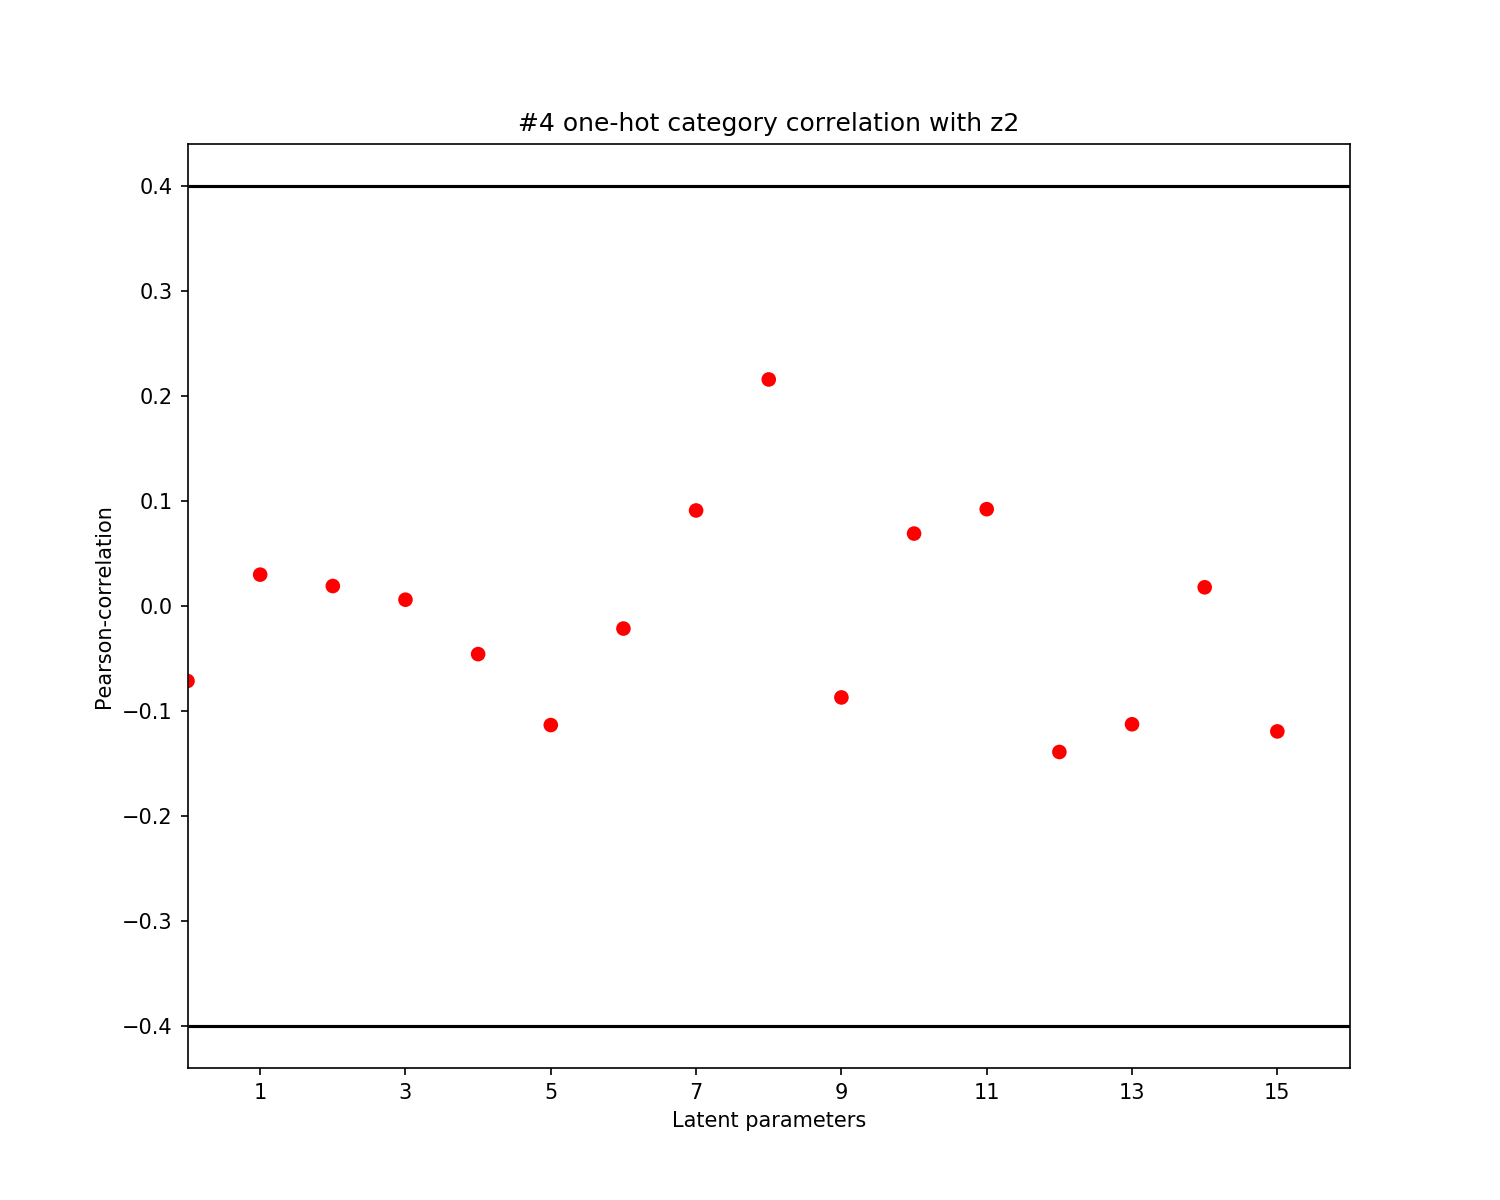 #4 one-hot category correlation with z2
0.4
0.3
0.2
0.1
0.0
−0.1
−0.2
−0.3
−0.4
Pearson-correlation
1 3 5 7 9 11 13 15
Latent parameters